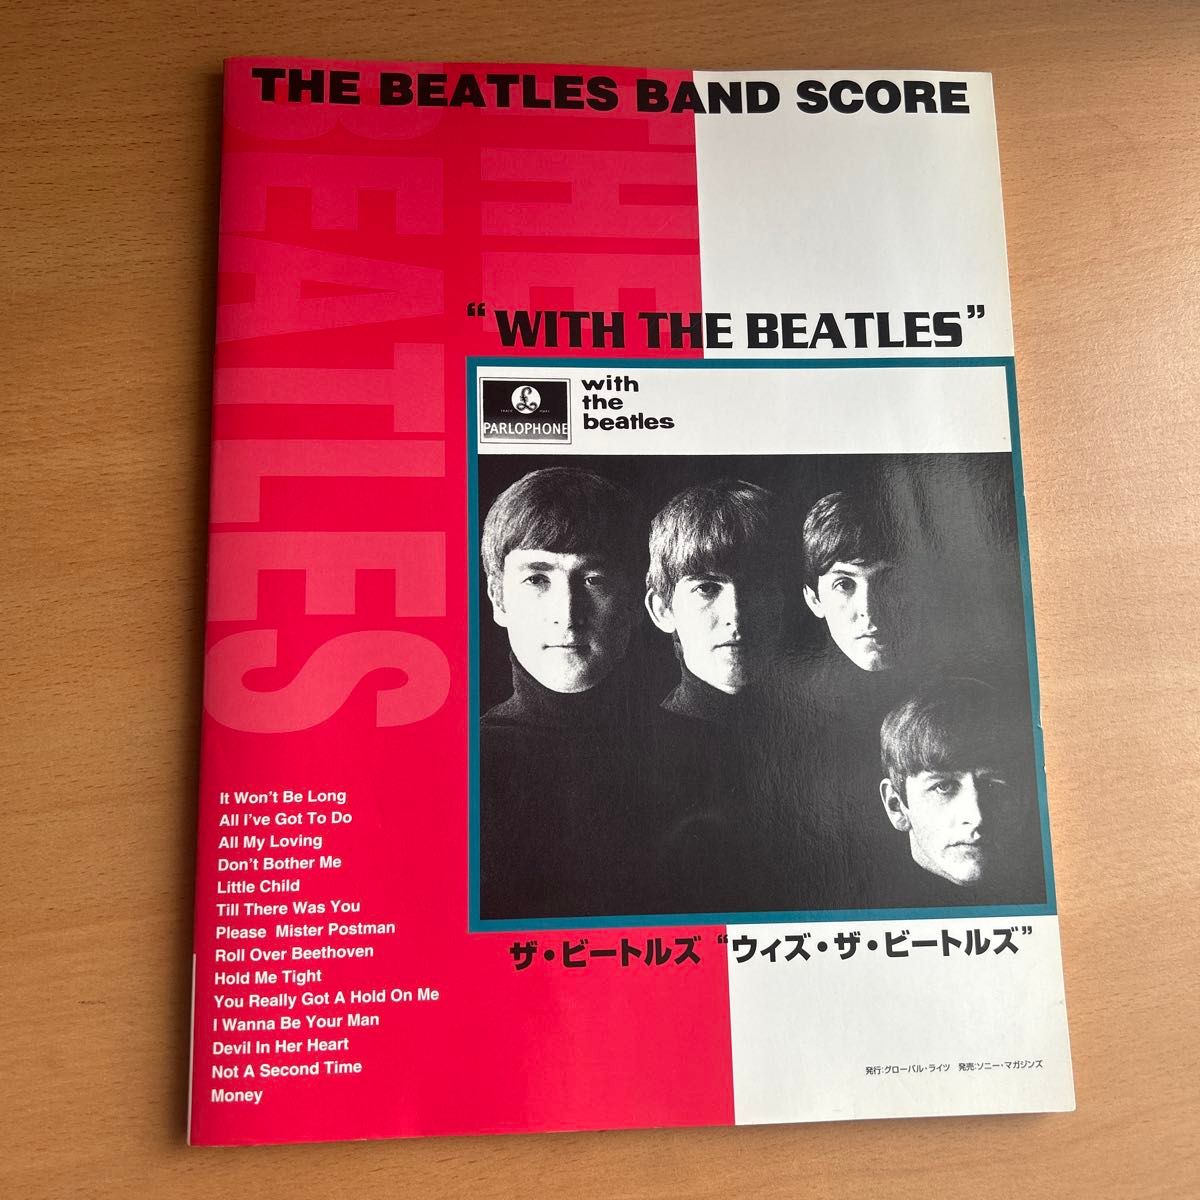 THE BEATLES BAND SCORE
THE
BEATLES
“WITH THE BEATLES”
TRADE MARK
PARLOPHONE
with
the
beatles
It Won't Be Long
All I've Got To Do
All My Loving
Don't Bother Me
Little Child
Till There Was You
Please Mister Postman
Roll Over Beethoven
Hold Me Tight
You Really Got A Hold On Me
I Wanna Be Your Man
Devil In Her Heart
Not A Second Time
Money
ザ・ビートルズ “ウィズ・ザ・ビートルズ”
発行:グローバル・ライツ 発売:ソニー・マガジンズ